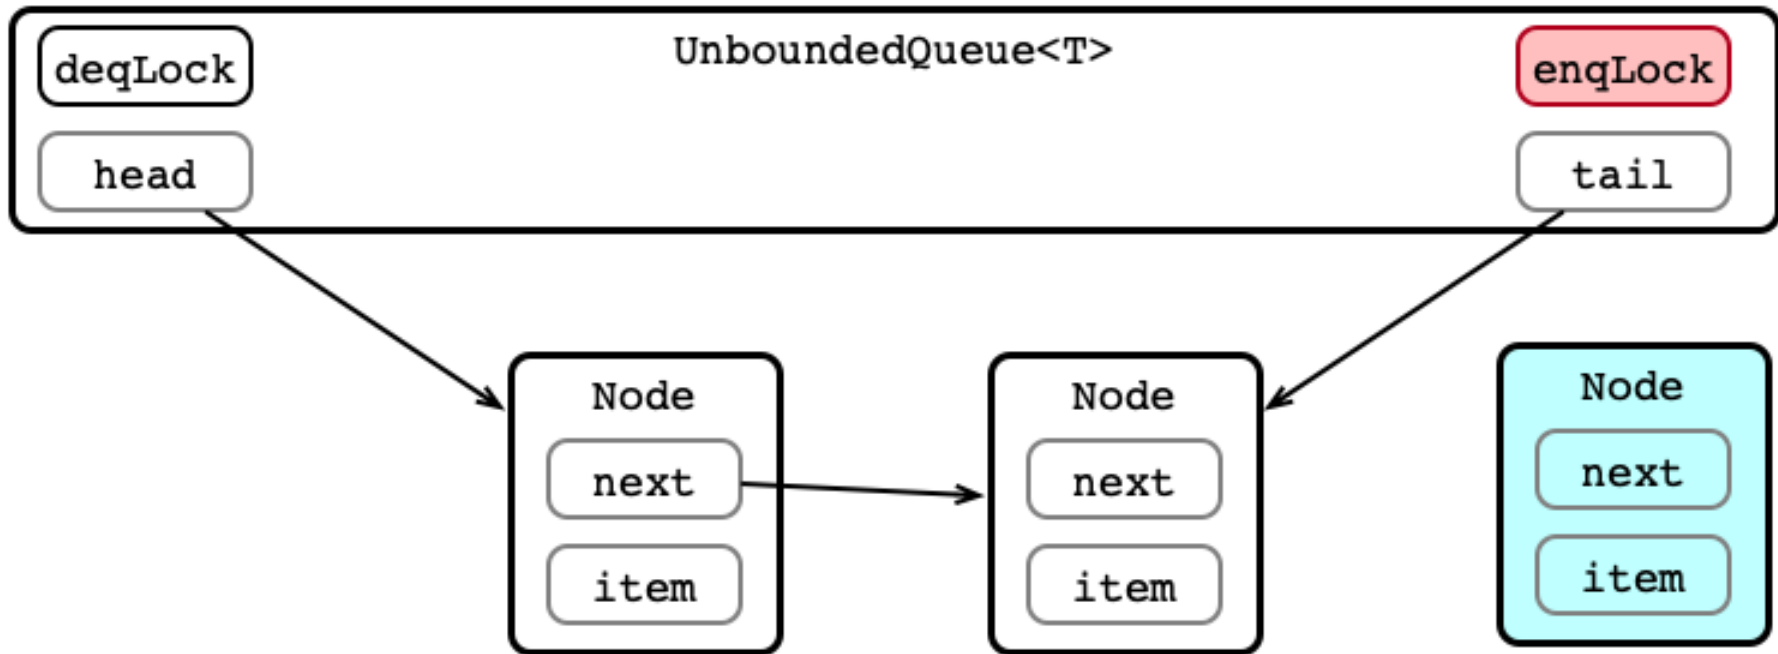 UnboundedQueue<T>
deqLock
enqLock
head
tail
Node
next
item
Node
next
item
Node
next
item